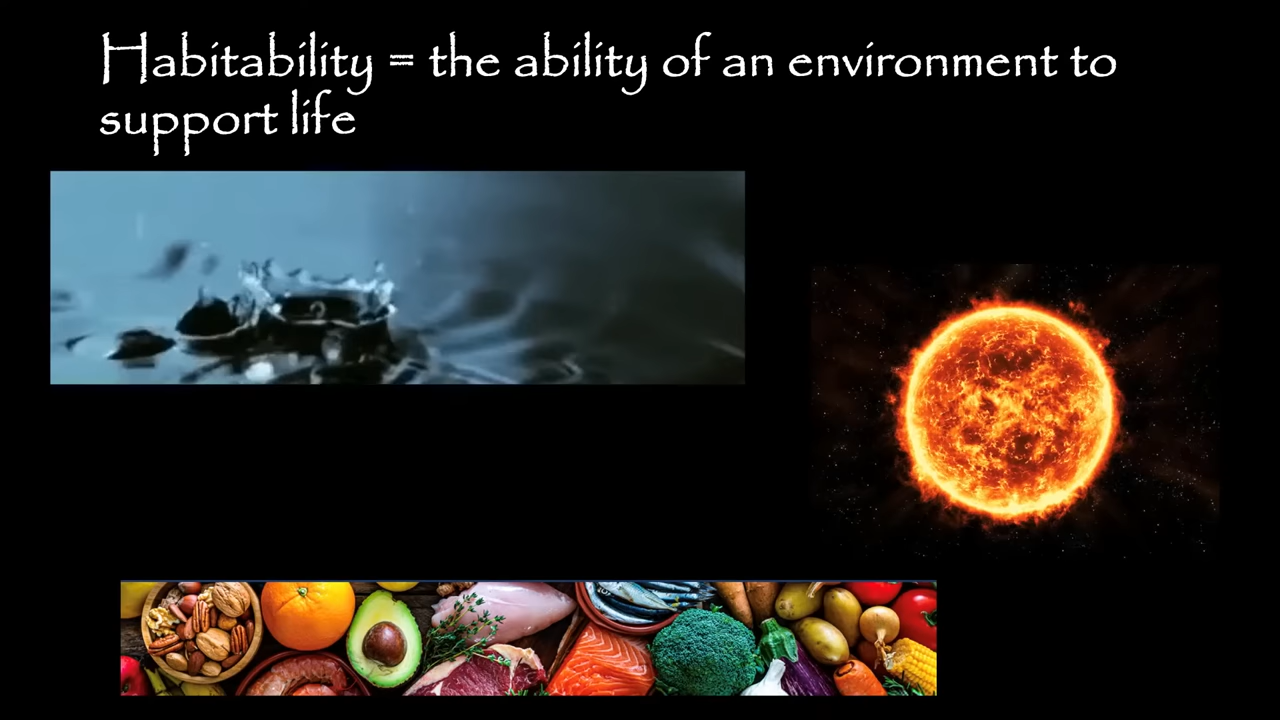 Habitability = the ability of an environment to
support life